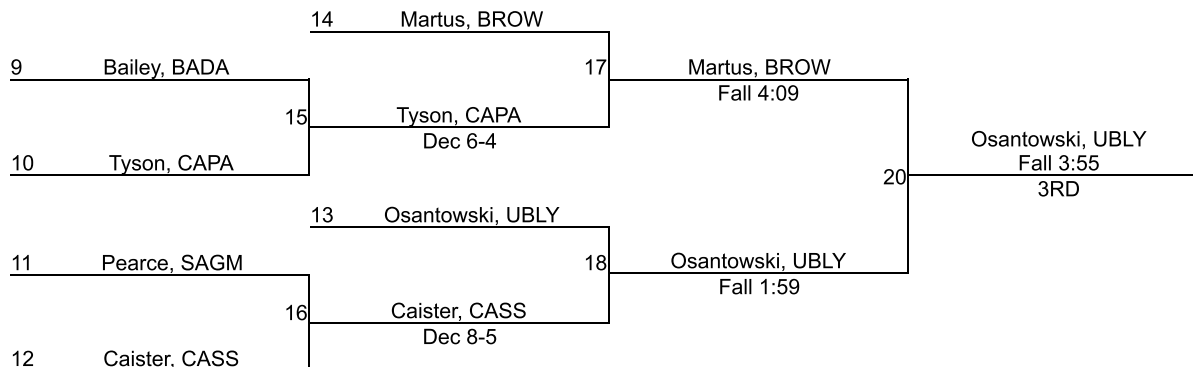 14 Martus, BROW
9 Bailey, BADA
17 Martus, BROW
Fall 4:09
15 Tyson, CAPA
Dec 6-4
10 Tyson, CAPA
Osantowski, UBLY
Fall 3:55
20
3RD
13 Osantowski, UBLY
11 Pearce, SAGM
18 Osantowski, UBLY
Fall 1:59
16 Caister, CASS
Dec 8-5
12 Caister, CASS